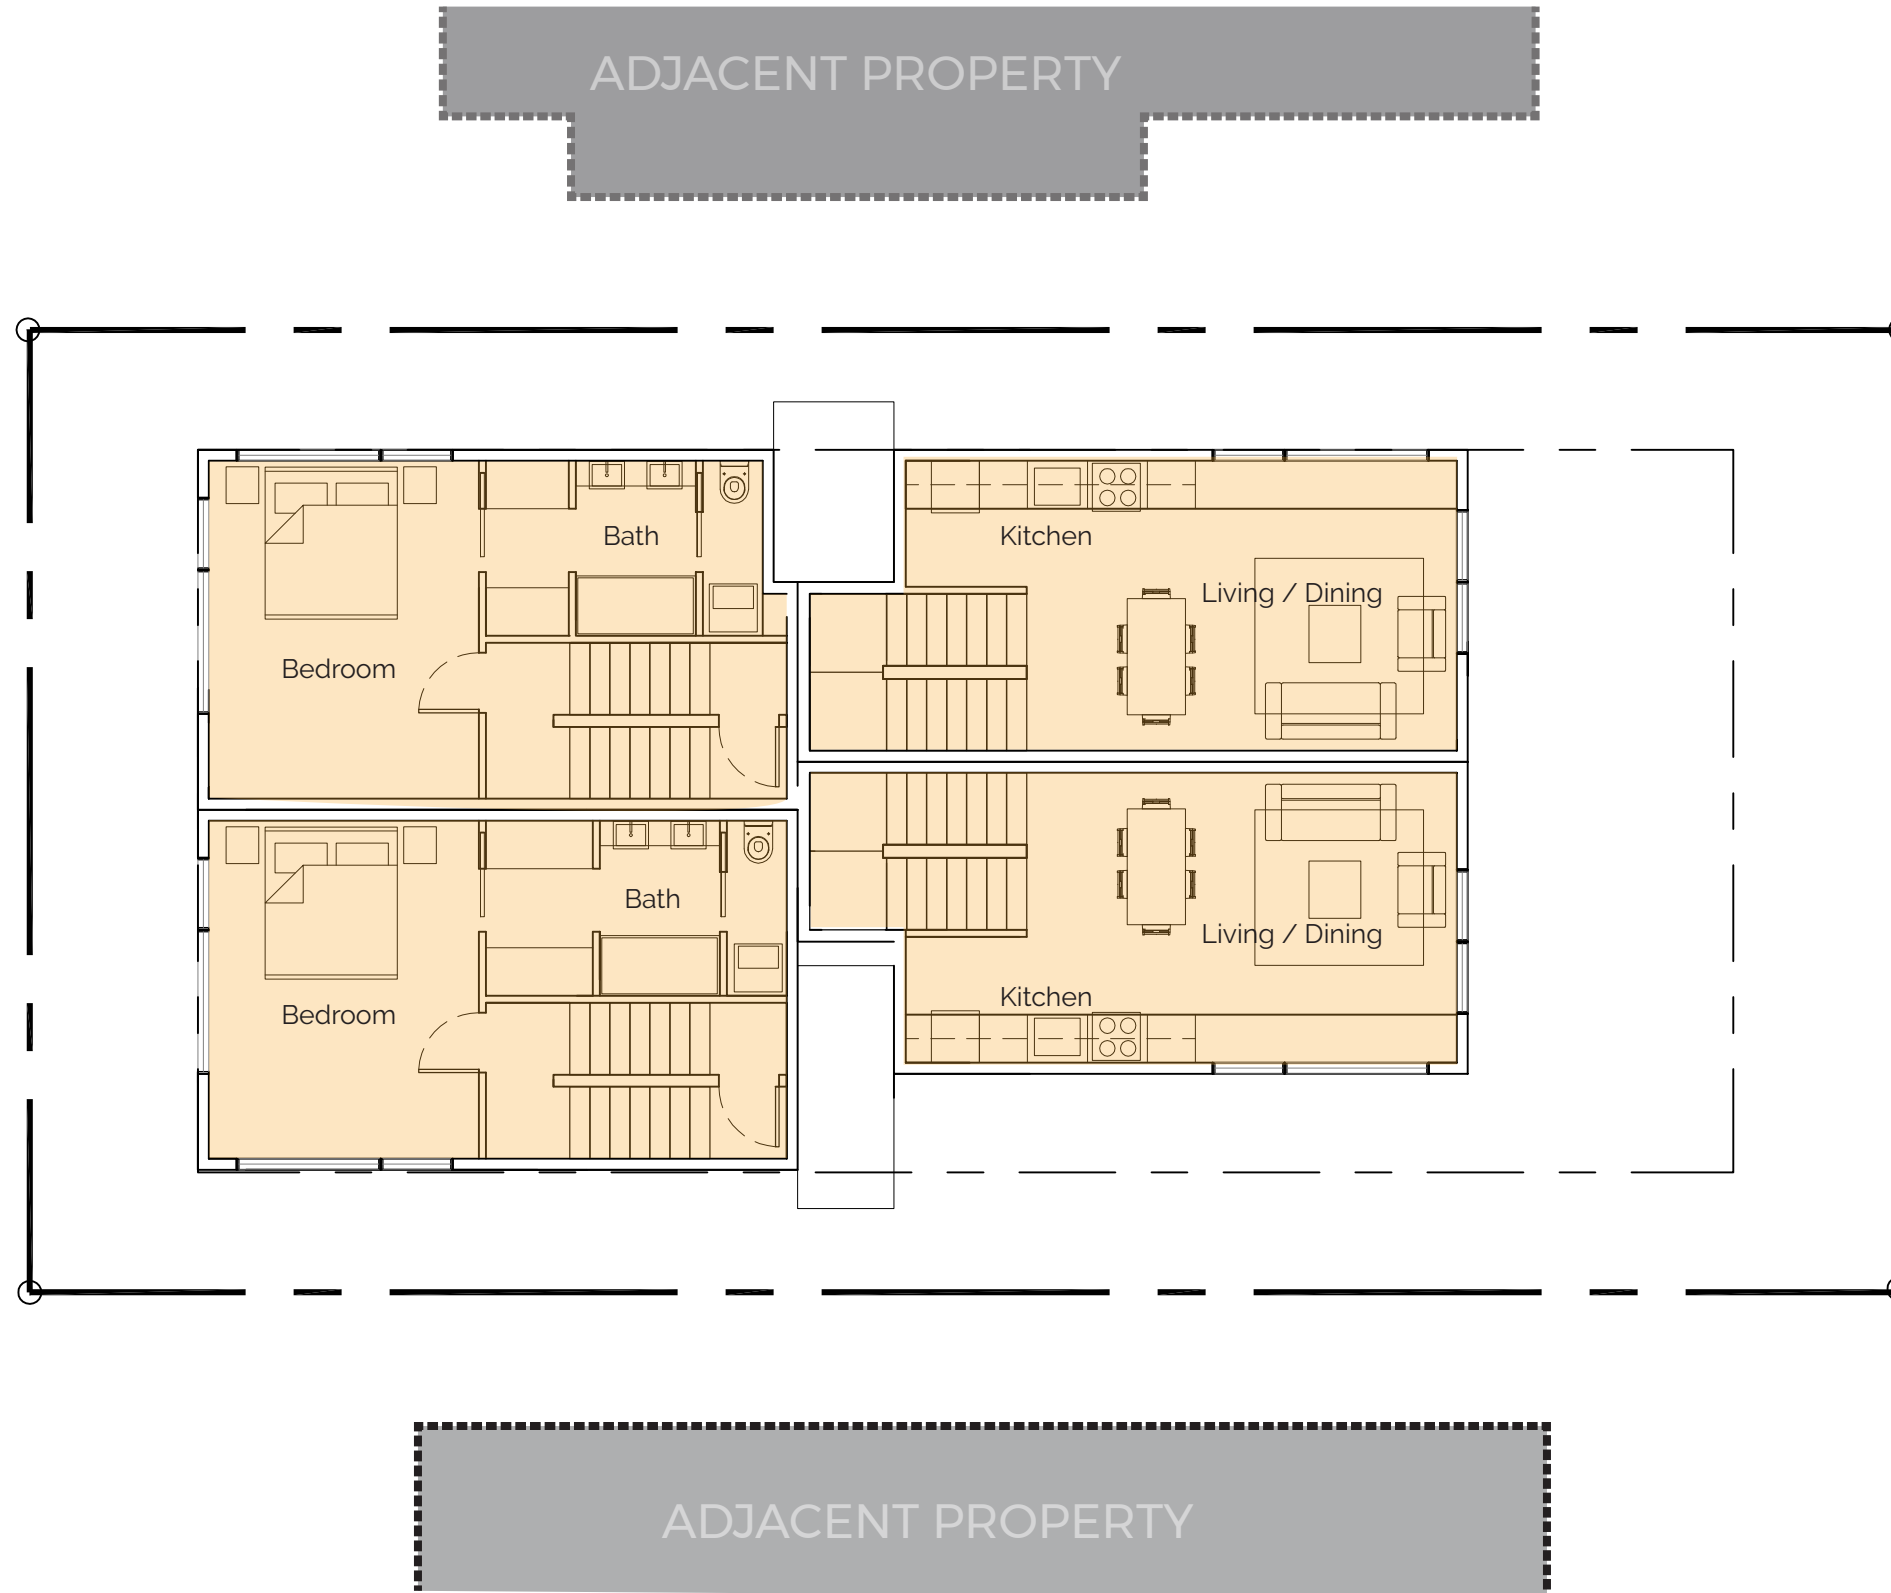 ADJACENT PROPERTY
Bath
Kitchen
Living / Dining
Bedroom
Bath
Living / Dining
Kitchen
Bedroom
ADJACENT PROPERTY